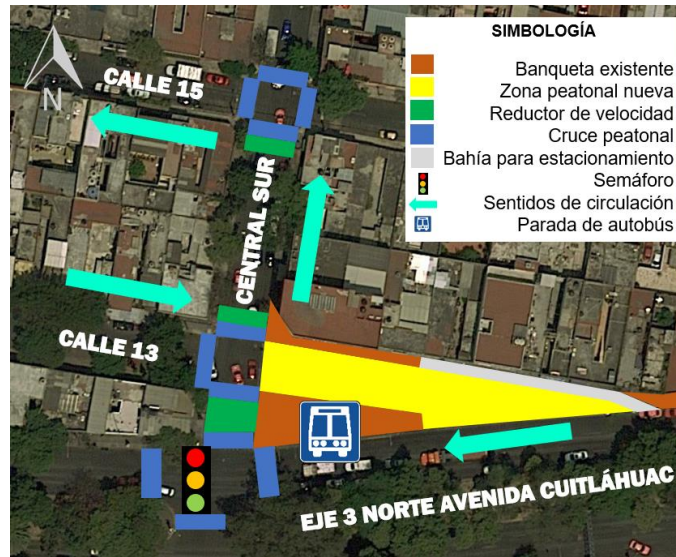 SIMBOLOGÍA
Banqueta existente
Zona peatonal nueva
Reductor de velocidad
Cruce peatonal
Bahía para estacionamiento
Semáforo
Sentidos de circulación
Parada de autobús
N
CALLE 15
CENTRAL SUR
CALLE 13
EJE 3 NORTE AVENIDA CUITLÁHUAC